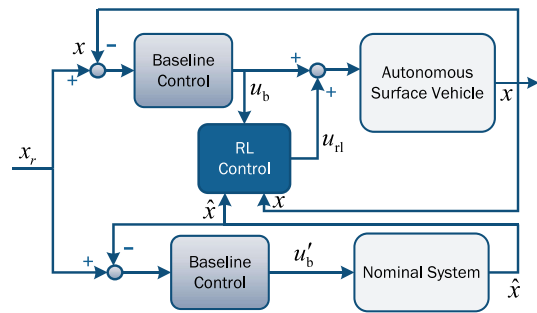 x
−
+
Baseline
Control
u_b
+
+
Autonomous
Surface Vehicle
x
x_r
RL
Control
u_rl
x̂
x
−
+
Baseline
Control
u'_b
Nominal System
x̂